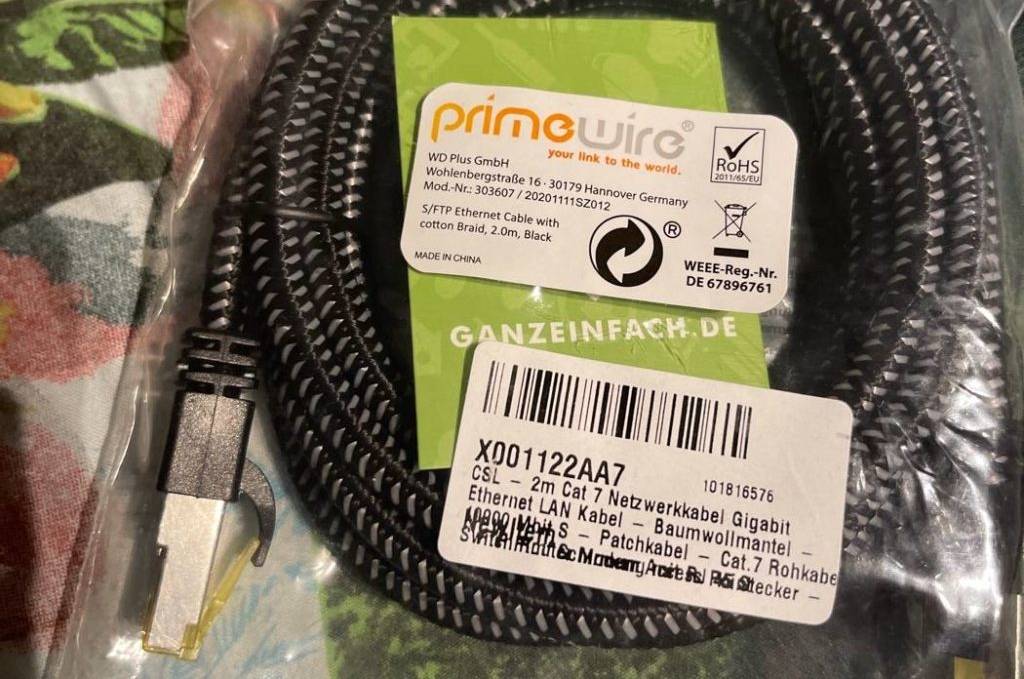 primewire®
your link to the world.
WD Plus GmbH
Wohlenbergstraße 16 · 30179 Hannover Germany
Mod.-Nr.: 303607 / 20201111SZ012
S/FTP Ethernet Cable with
cotton Braid, 2.0m, Black
MADE IN CHINA
RoHS
2011/65/EU
®
WEEE-Reg.-Nr.
DE 67896761
GANZEINFACH.DE
X001122AA7
101816576
CSL - 2m Cat 7 Netzwerkkabel Gigabit
Ethernet LAN Kabel - Baumwollmantel -
10000 Mbit S - Patchkabel - Cat.7 Rohkabe